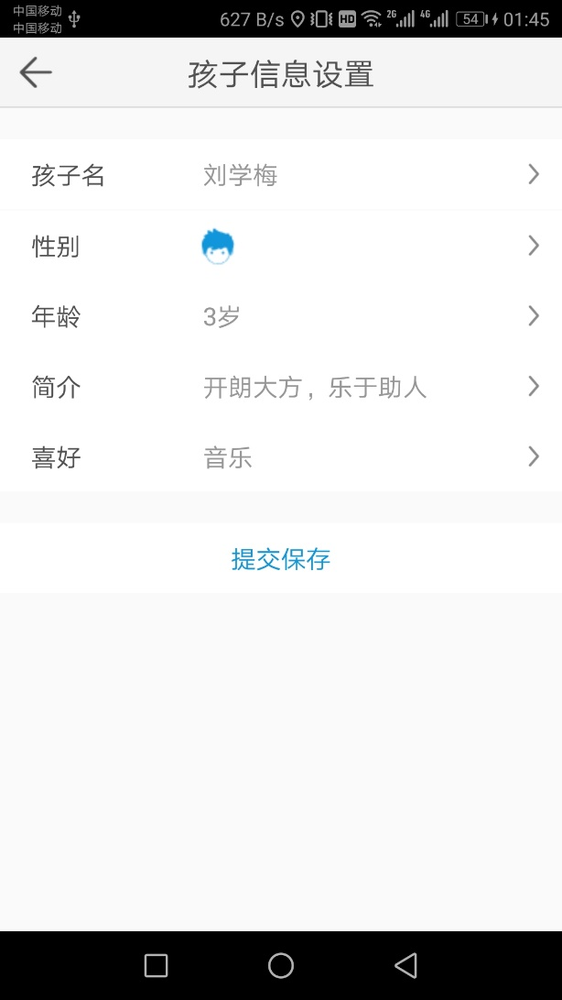 中国移动
中国移动
627 B/s HD 2G 4G 54 01:45
孩子信息设置
孩子名 刘学梅
性别
年龄 3岁
简介 开朗大方，乐于助人
喜好 音乐
提交保存